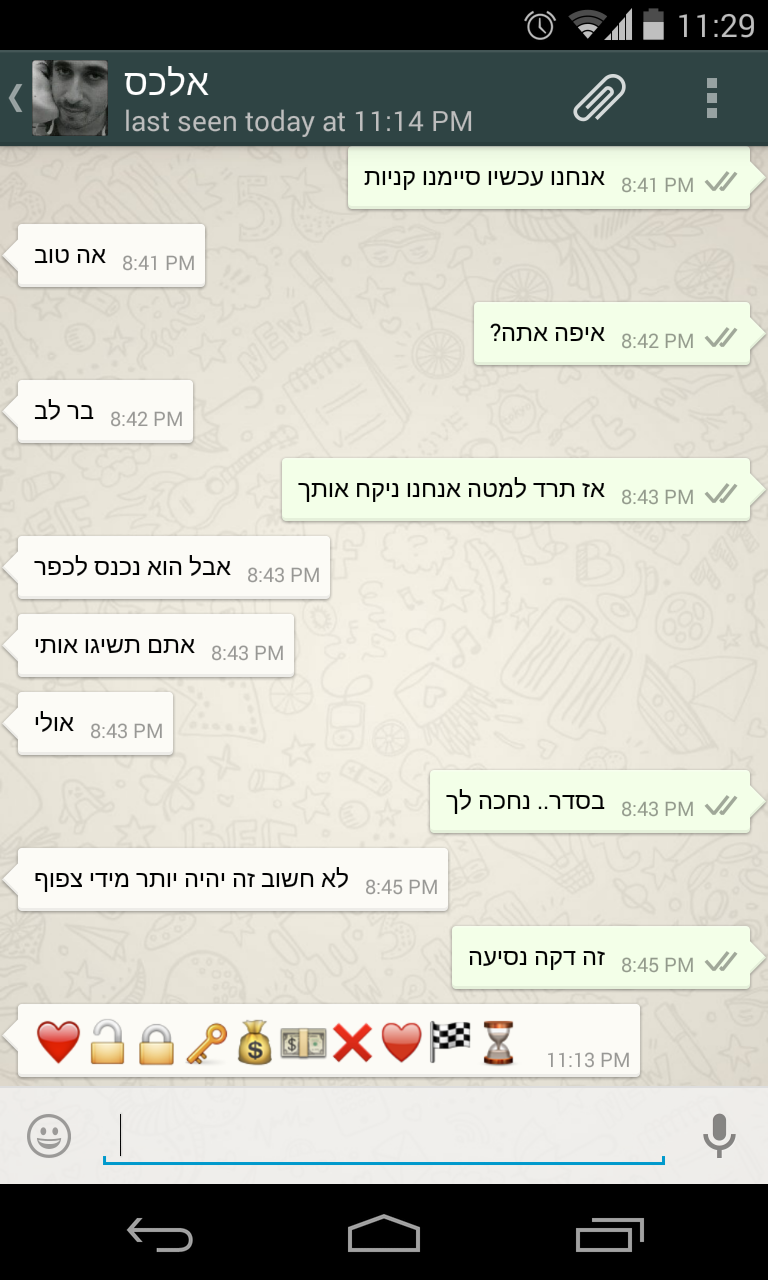 11:29
אלכס
last seen today at 11:14 PM
אנחנו עכשיו סיימנו קניות 8:41 PM
אה טוב 8:41 PM
איפה אתה? 8:42 PM
בר לב 8:42 PM
אז תרד למטה אנחנו ניקח אותך 8:43 PM
אבל הוא נכנס לכפר 8:43 PM
אתם תשיגו אותי 8:43 PM
אולי 8:43 PM
בסדר.. נחכה לך 8:43 PM
לא חשוב זה יהיה יותר מידי צפוף 8:45 PM
זה דקה נסיעה 8:45 PM
11:13 PM